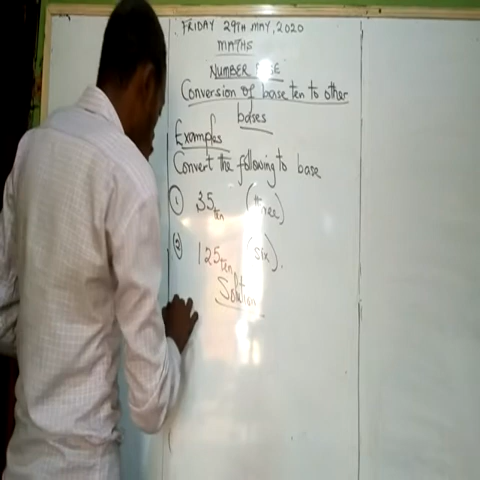 FRIDAY 29TH MAY, 2020
MATHS
NUMBER BASE
Conversion of base ten to other
bases
Examples
Convert the following to base
① 35ten (three)
② 125ten (six).
Solution